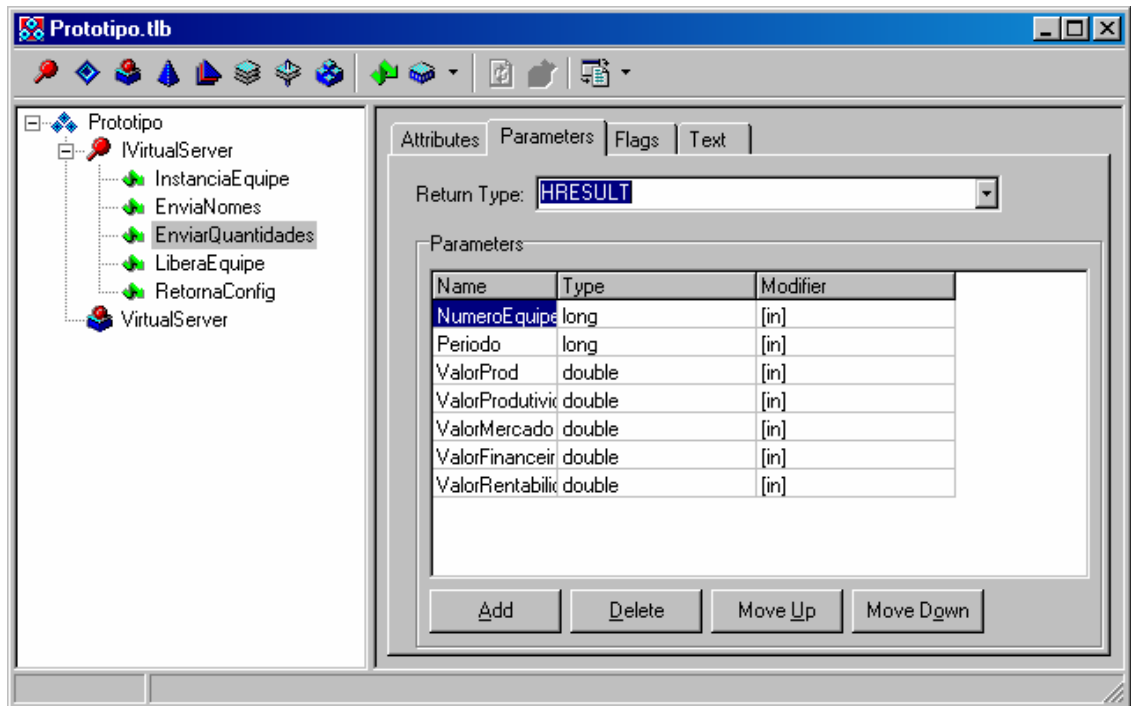 Prototipo.tlb
Prototipo
IVirtualServer
InstanciaEquipe
EnviaNomes
EnviarQuantidades
LiberaEquipe
RetornaConfig
VirtualServer
Attributes Parameters Flags Text
Return Type: HRESULT
Parameters
Name Type Modifier
NumeroEquipe long [in]
Periodo long [in]
ValorProd double [in]
ValorProdutivid double [in]
ValorMercado double [in]
ValorFinanceir double [in]
ValorRentabilid double [in]
Add Delete Move Up Move Down